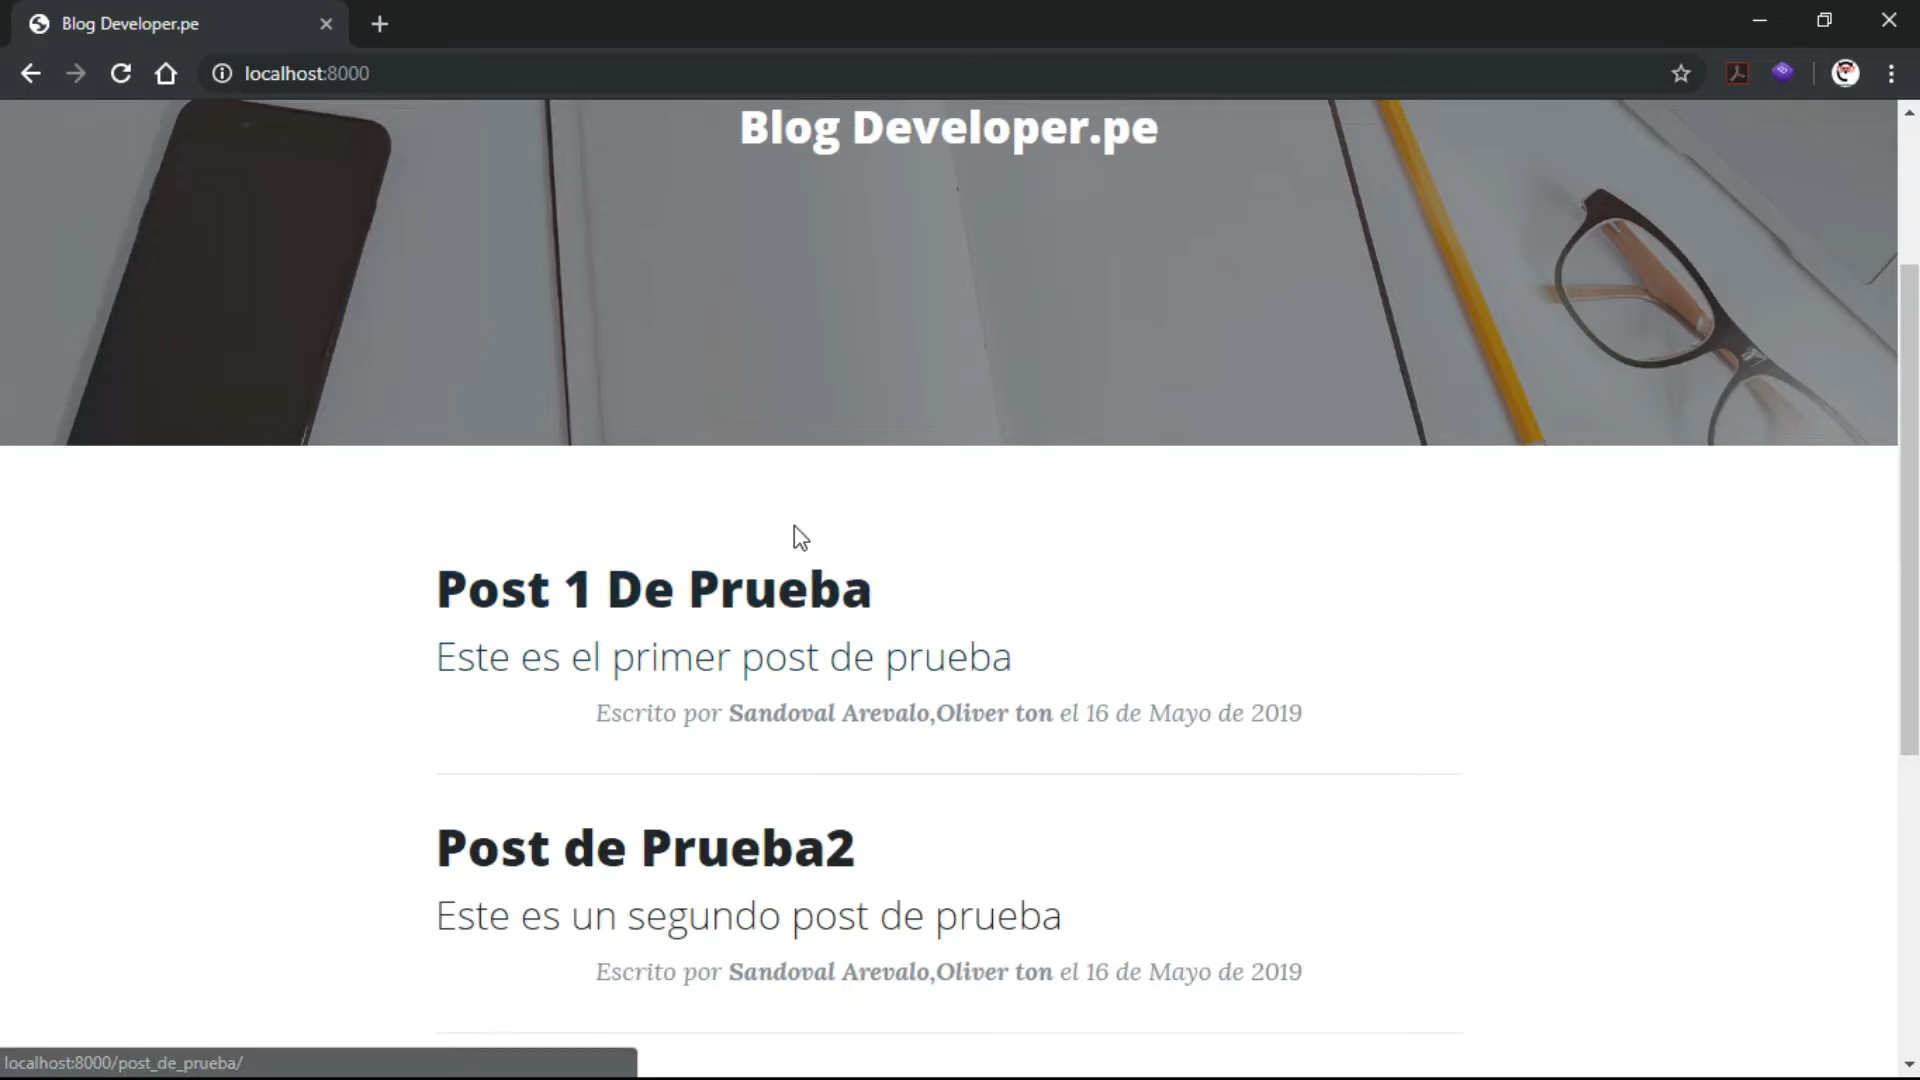 Blog Developer.pe
localhost:8000
Blog Developer.pe
Post 1 De Prueba
Este es el primer post de prueba
Escrito por Sandoval Arevalo,Oliver ton el 16 de Mayo de 2019
Post de Prueba2
Este es un segundo post de prueba
Escrito por Sandoval Arevalo,Oliver ton el 16 de Mayo de 2019
localhost:8000/post_de_prueba/